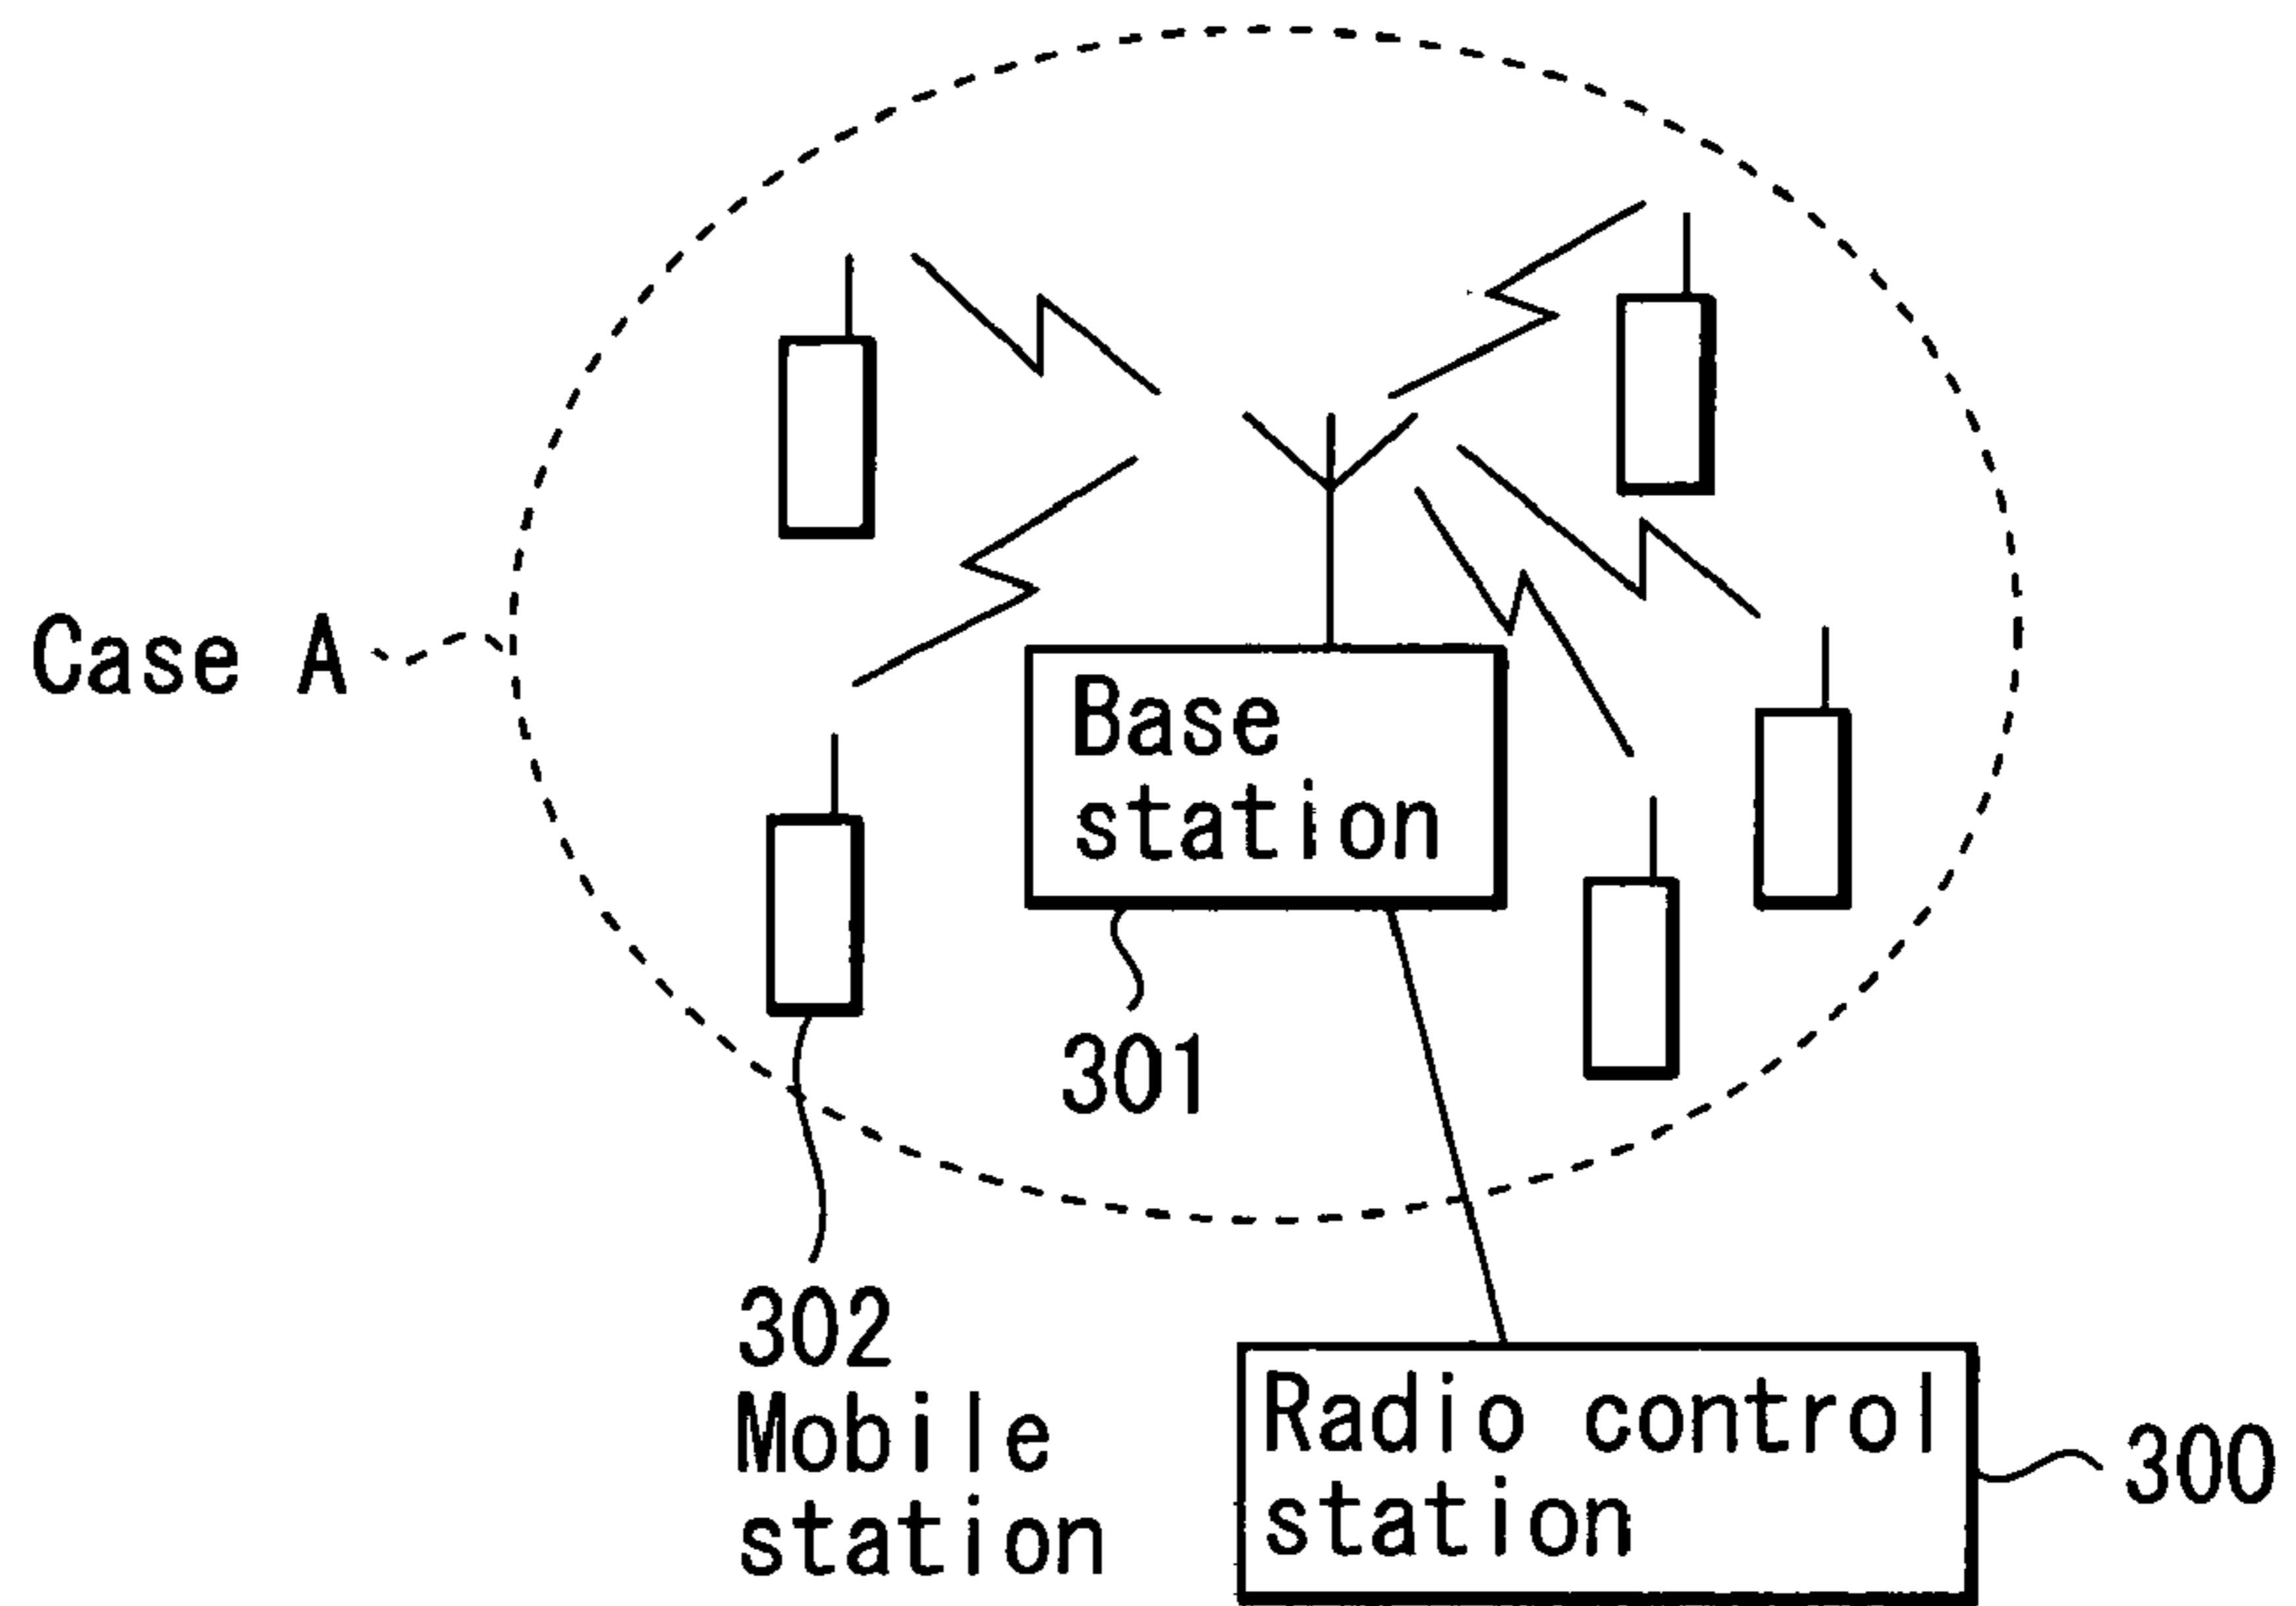 Case A
Base
station
301
302
Mobile
station
Radio control
station
300